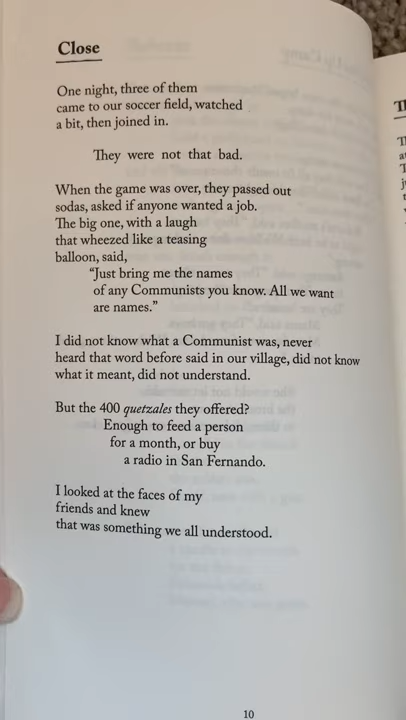 Close
One night, three of them
came to our soccer field, watched
a bit, then joined in.
They were not that bad.
When the game was over, they passed out
sodas, asked if anyone wanted a job.
The big one, with a laugh
that wheezed like a teasing
balloon, said,
“Just bring me the names
of any Communists you know. All we want
are names.”
I did not know what a Communist was, never
heard that word before said in our village, did not know
what it meant, did not understand.
But the 400 quetzales they offered?
Enough to feed a person
for a month, or buy
a radio in San Fernando.
I looked at the faces of my
friends and knew
that was something we all understood.
10